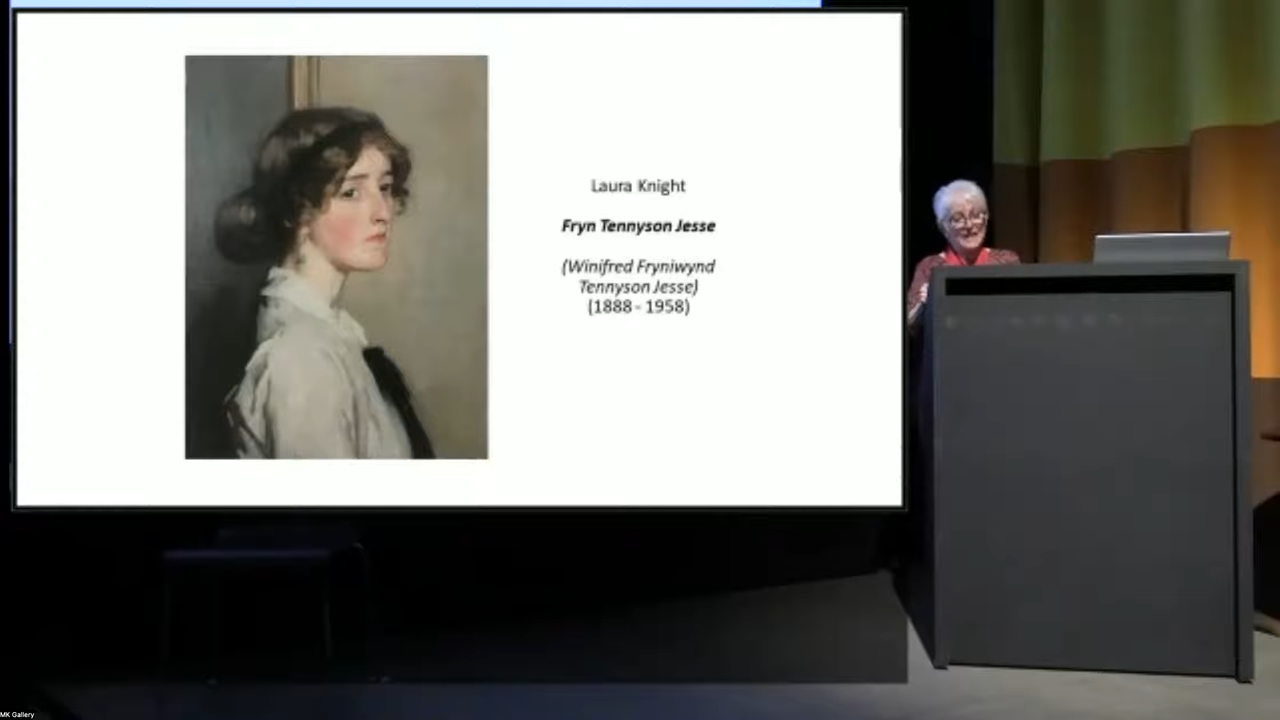 Laura Knight
Fryn Tennyson Jesse
(Winifred Fryniwynd
Tennyson Jesse)
(1888 - 1958)
MK Gallery